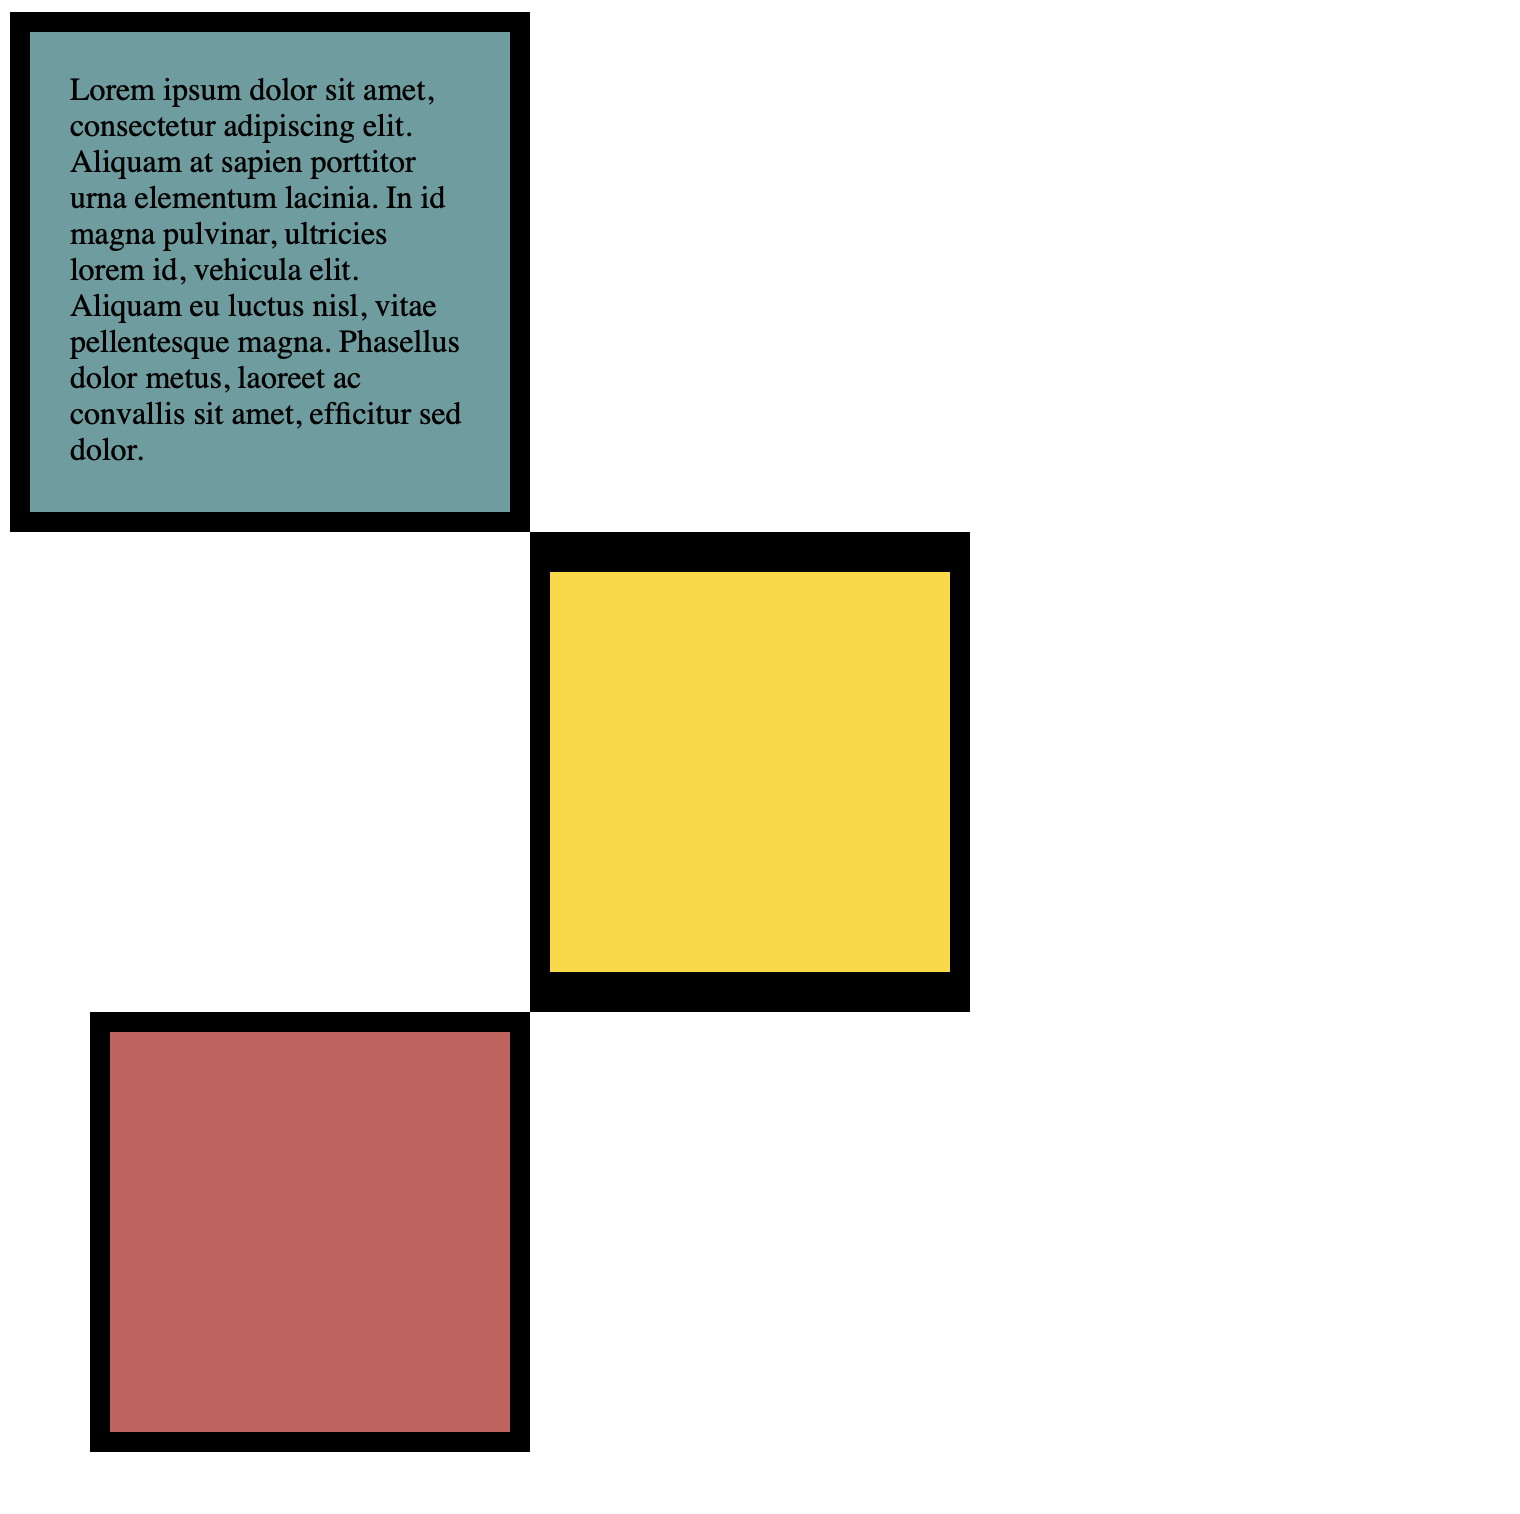 Lorem ipsum dolor sit amet,
consectetur adipiscing elit.
Aliquam at sapien porttitor
urna elementum lacinia. In id
magna pulvinar, ultricies
lorem id, vehicula elit.
Aliquam eu luctus nisl, vitae
pellentesque magna. Phasellus
dolor metus, laoreet ac
convallis sit amet, efficitur sed
dolor.